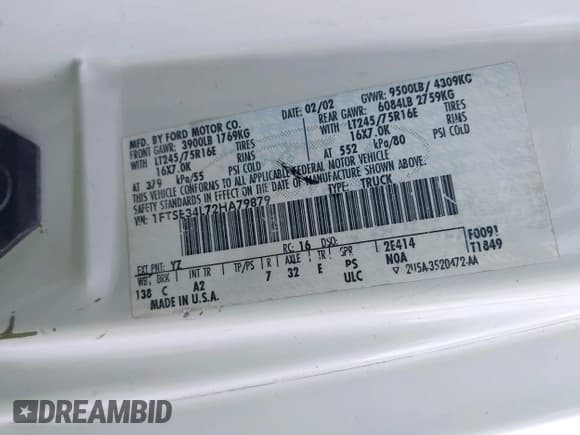 MFD. BY FORD MOTOR CO.
DATE: 02/02
GVWR: 9500LB/ 4309KG
FRONT GAWR: 3900LB 1769KG
REAR GAWR: 6084LB 2759KG
WITH LT245/75R16E TIRES
WITH LT245/75R16E TIRES
16X7.0K RIMS
16X7.0K RIMS
AT 379 kPa/55 PSI COLD
AT 552 kPa/80 PSI COLD
THIS VEHICLE CONFORMS TO ALL APPLICABLE FEDERAL MOTOR VEHICLE
SAFETY STANDARDS IN EFFECT ON THE DATE OF MANUFACTURE SHOWN ABOVE.
VIN: 1FTSE34L72HA79879
TYPE: TRUCK
F0091
T1849
EXT PNT: YZ RC: 16 DSO:
WB BRK INT TR TP/PS R AXLE TR SPR
138 C A2 7 32 E PS
ULC
2E414
NOA
MADE IN U.S.A.
2U5A-3520472-AA
DREAMBID